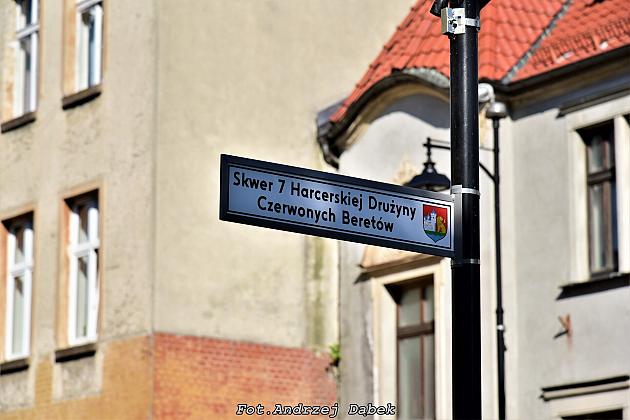 Skwer 7 Harcerskiej Drużyny
Czerwonych Beretów
Fot.Andrzej Dąbek